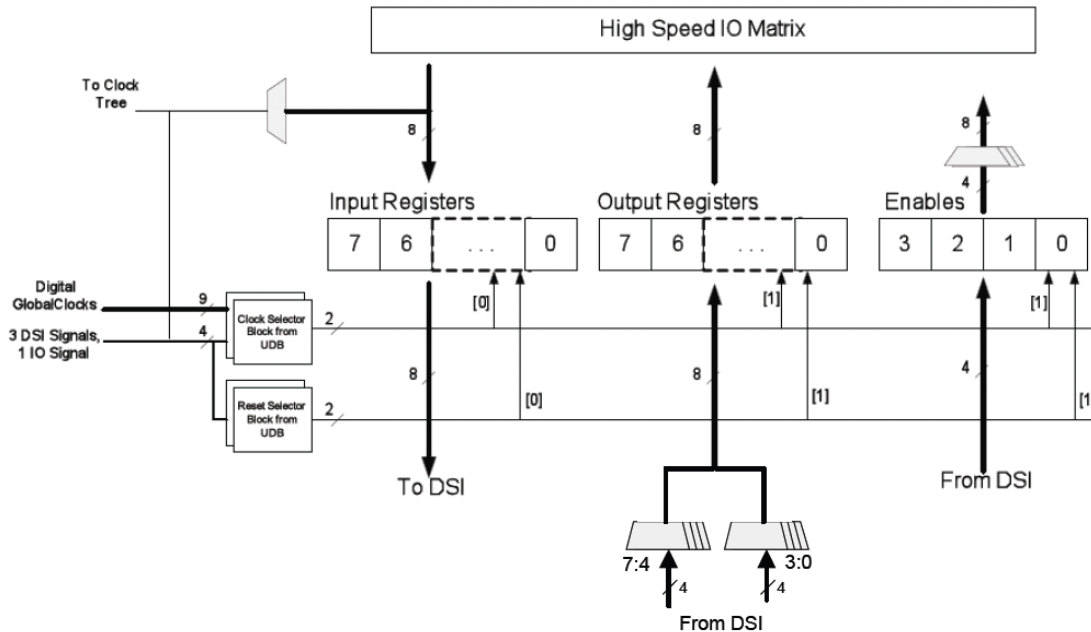 High Speed IO Matrix
To Clock
Tree
8
8
8
4
Input Registers
Output Registers
Enables
7 6 . . . 0
7 6 . . . 0
3 2 1 0
Digital
GlobalClocks
9
[0]
[1]
[1]
Clock Selector
Block from
UDB
2
3 DSI Signals,
1 IO Signal
4
8
8
4
Reset Selector
Block from
UDB
2
[0]
[1]
[1
To DSI
From DSI
7:4
3:0
4
4
From DSI